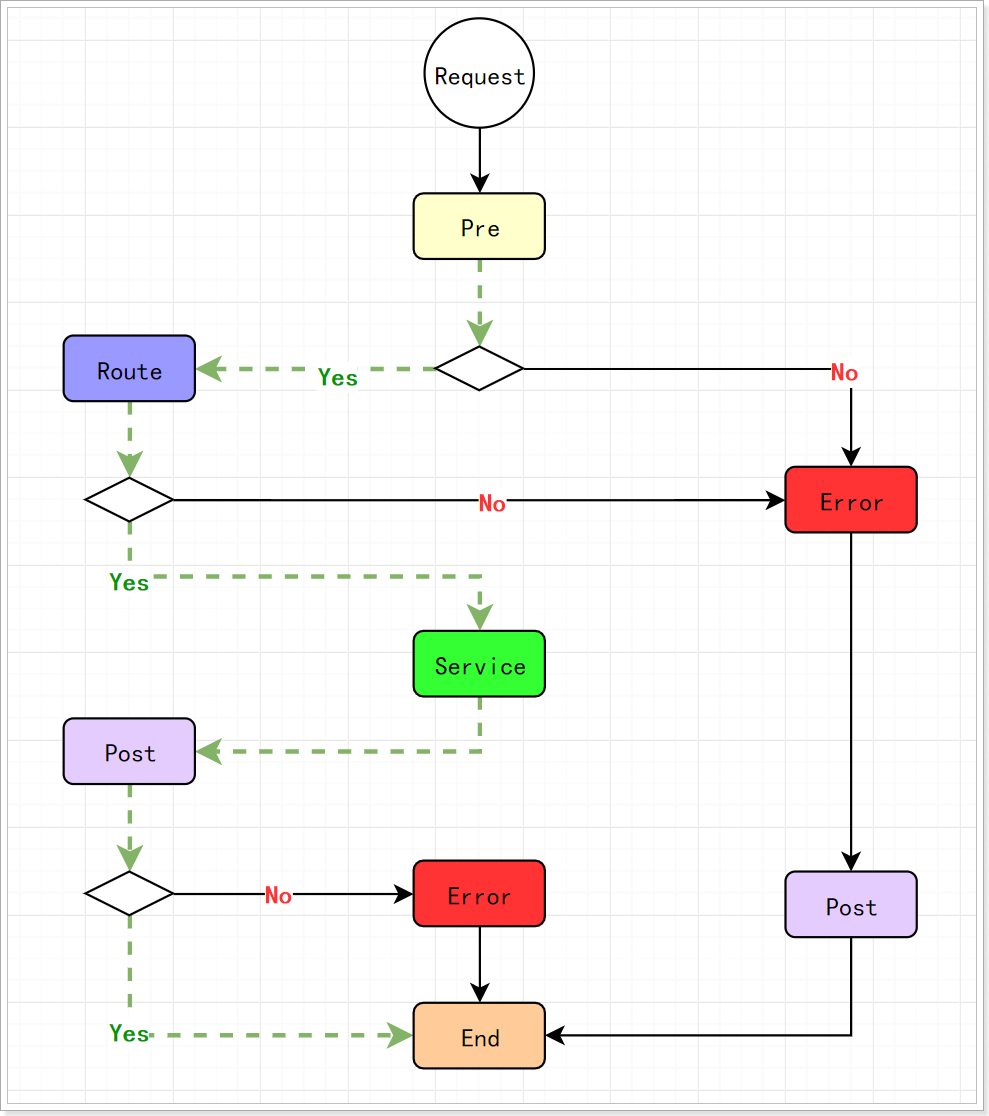 Request
Pre
Route
Yes
No
No
Error
Yes
Service
Post
No
Error
Post
Yes
End